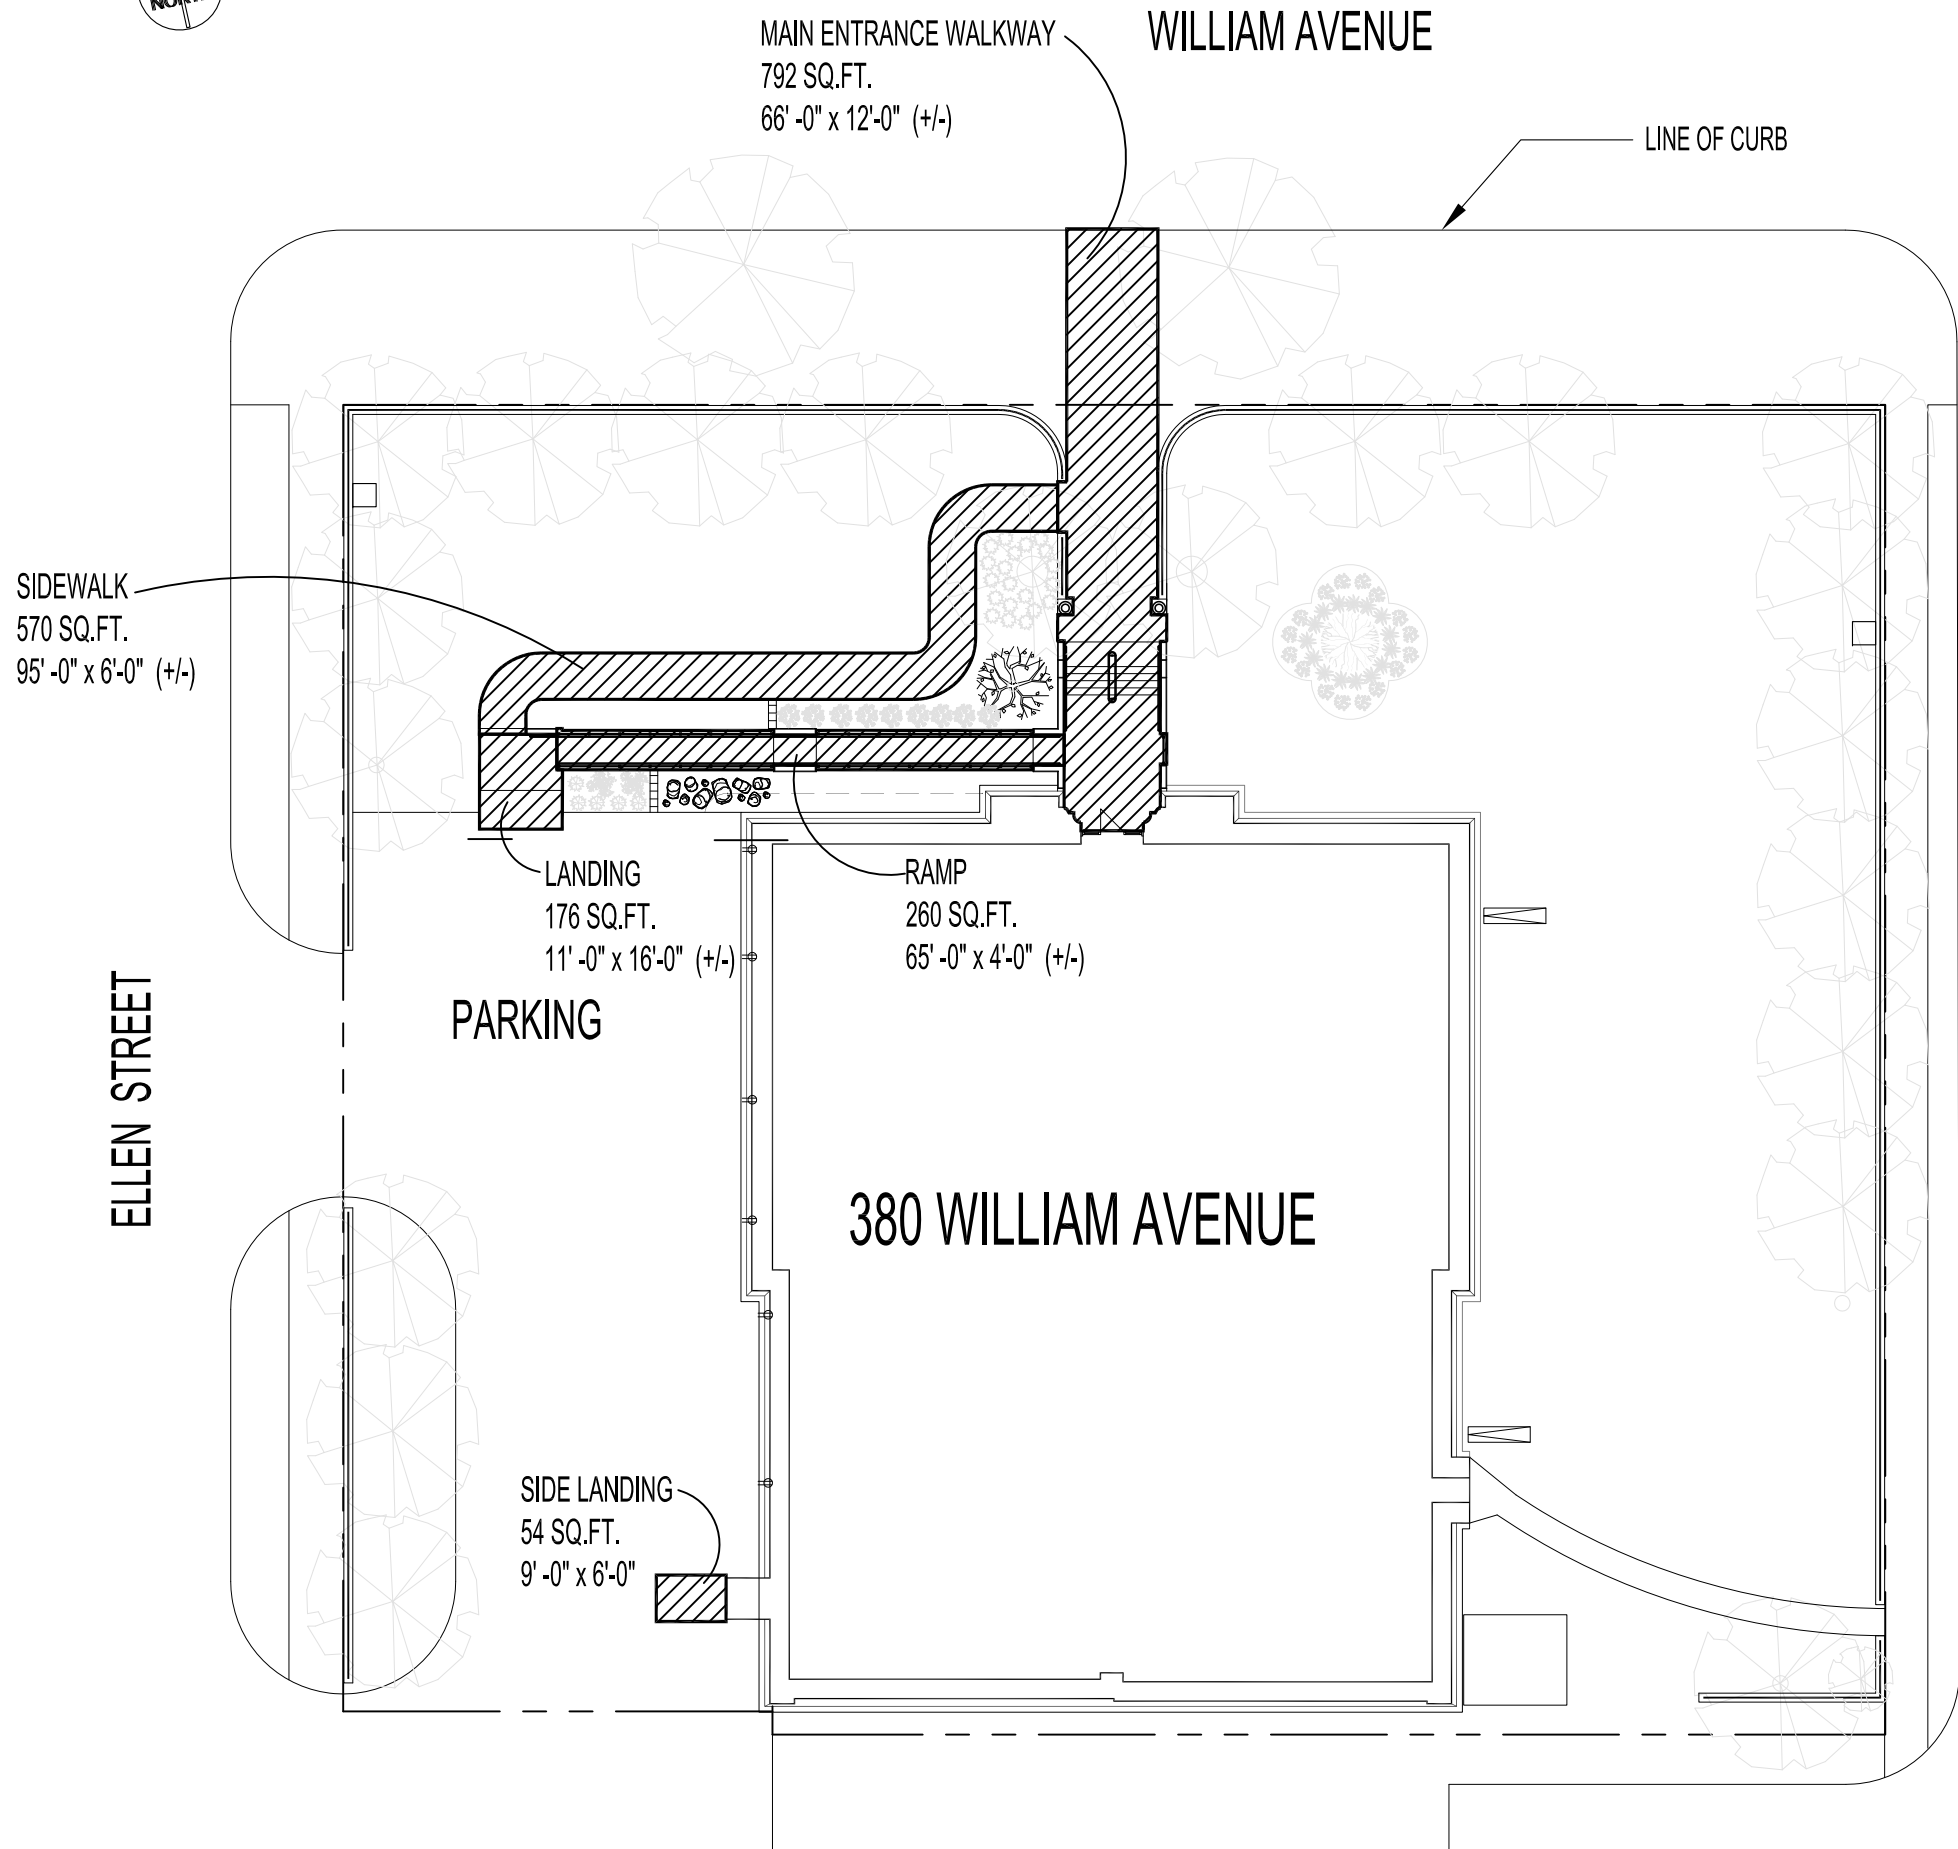 MAIN ENTRANCE WALKWAY
792 SQ.FT.
66' -0" x 12'-0" (+/-)
WILLIAM AVENUE
LINE OF CURB
SIDEWALK
570 SQ.FT.
95' -0" x 6'-0" (+/-)
LANDING
176 SQ.FT.
11' -0" x 16'-0" (+/-)
RAMP
260 SQ.FT.
65' -0" x 4'-0" (+/-)
PARKING
ELLEN STREET
380 WILLIAM AVENUE
SIDE LANDING
54 SQ.FT.
9' -0" x 6'-0"